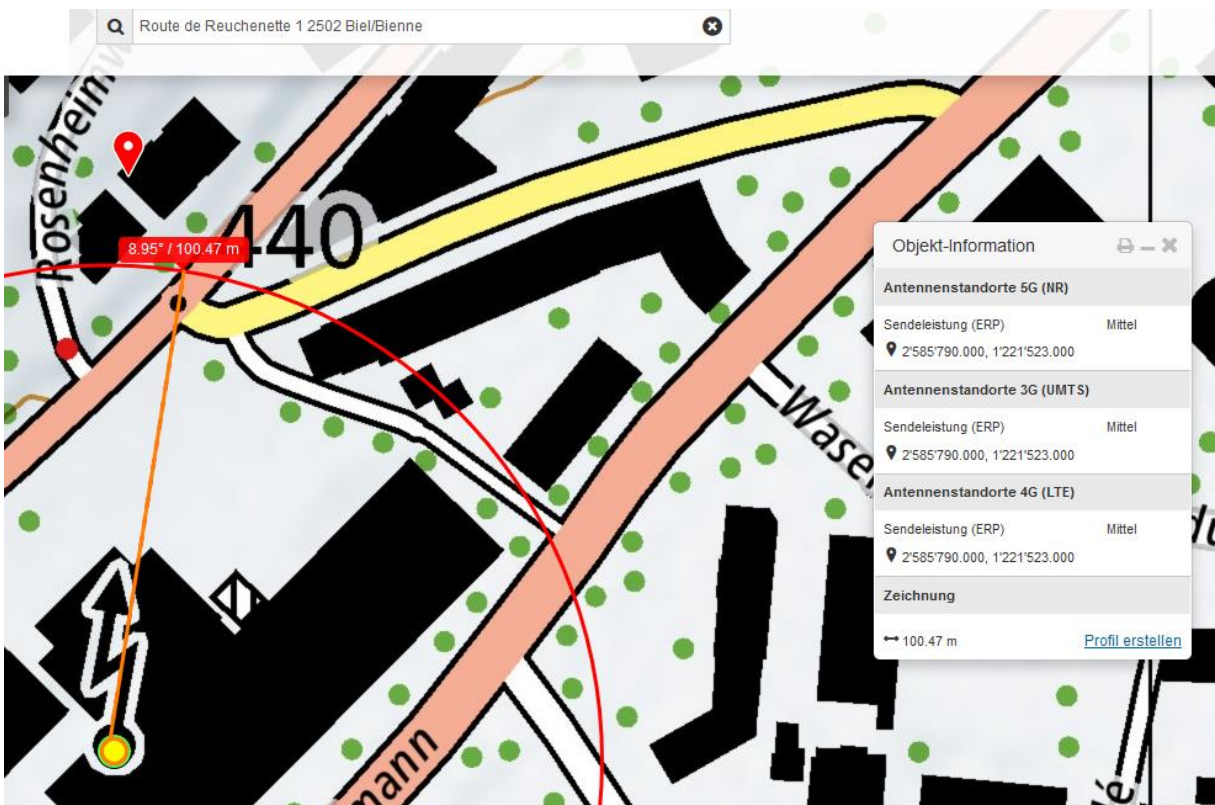 Route de Reuchenette 1 2502 Biel/Bienne
Rosenheimw
440
8.95° / 100.47 m
Objekt-Information
Antennenstandorte 5G (NR)
Sendeleistung (ERP) Mittel
2'585'790.000, 1'221'523.000
Antennenstandorte 3G (UMTS)
Sendeleistung (ERP) Mittel
2'585'790.000, 1'221'523.000
Antennenstandorte 4G (LTE)
Sendeleistung (ERP) Mittel
2'585'790.000, 1'221'523.000
Zeichnung
100.47 m Profil erstellen
Wase
mann